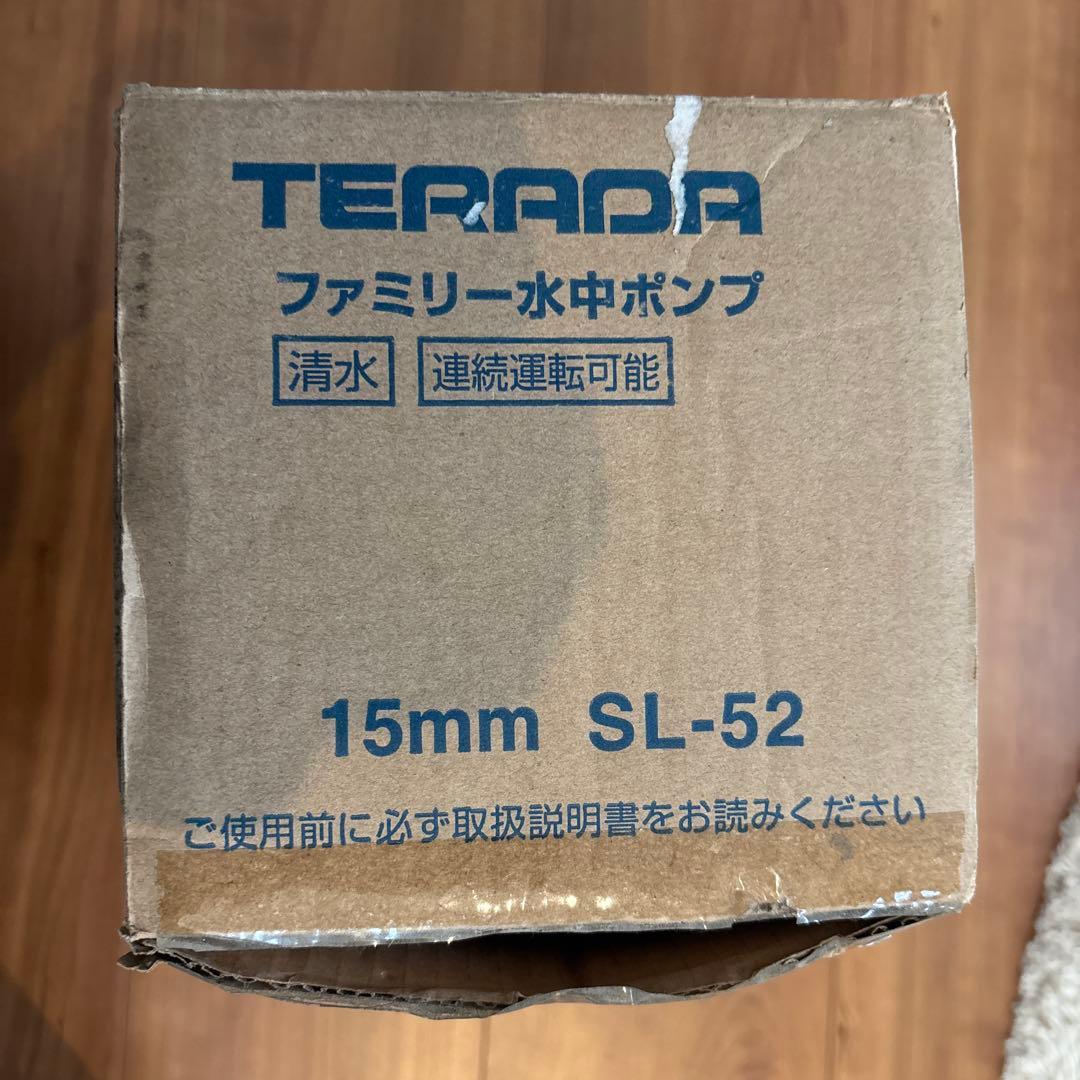 TERADA
ファミリー水中ポンプ
清水 連続運転可能
15mm SL-52
ご使用前に必ず取扱説明書をお読みください